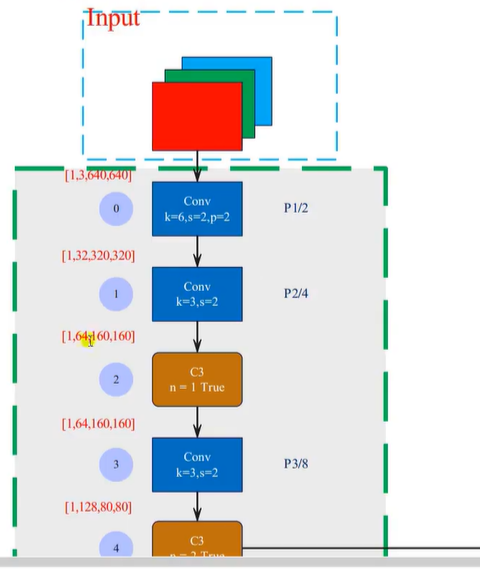 Input
[1,3,640,640]
0
Conv
k=6,s=2,p=2
P1/2
[1,32,320,320]
1
Conv
k=3,s=2
P2/4
[1,64,160,160]
2
C3
n = 1 True
[1,64,160,160]
3
Conv
k=3,s=2
P3/8
[1,128,80,80]
4
C3
n = 2 True